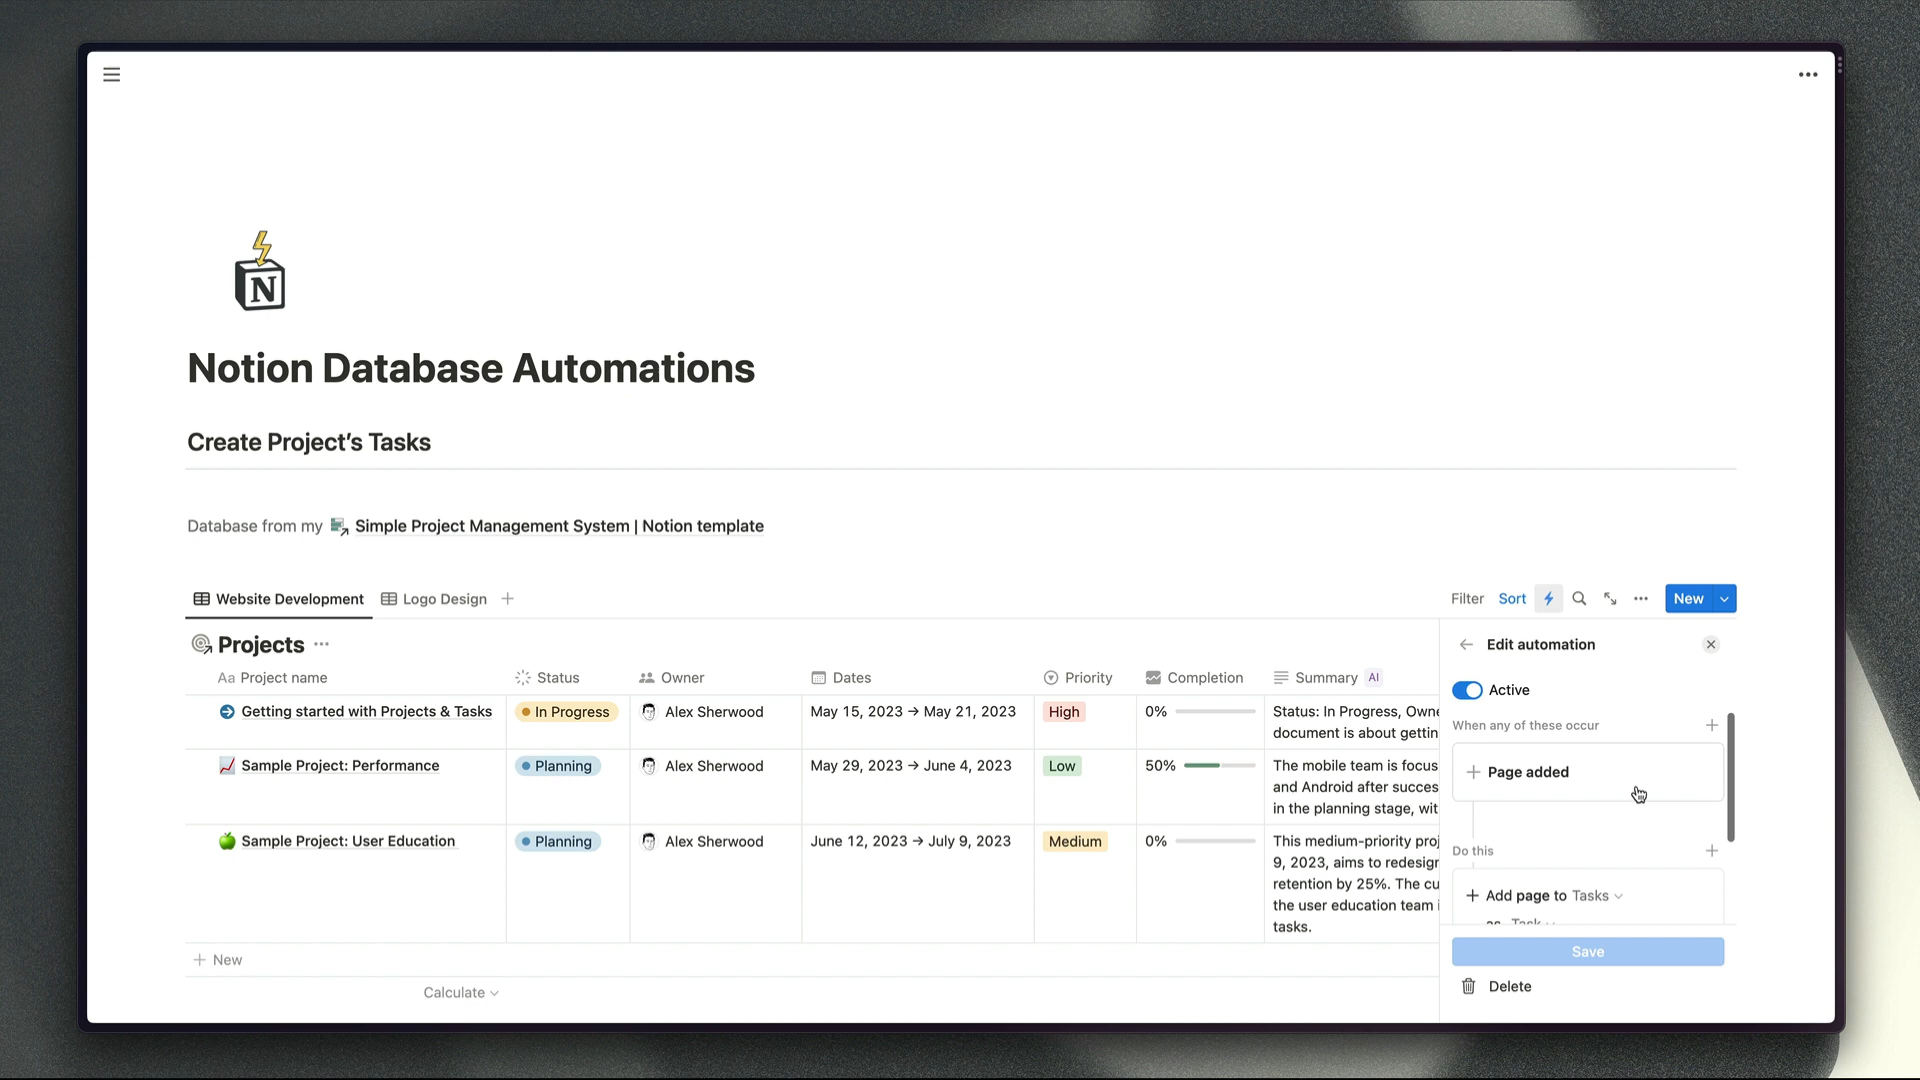 N
Notion Database Automations
Create Project's Tasks
Database from my Simple Project Management System | Notion template
Website Development Logo Design Filter Sort New
Projects
Aa Project name Status Owner Dates Priority Completion Summary AI
Getting started with Projects & Tasks In Progress Alex Sherwood May 15, 2023 → May 21, 2023 High 0% Status: In Progress, Owne
document is about gettin
Sample Project: Performance Planning Alex Sherwood May 29, 2023 → June 4, 2023 Low 50% The mobile team is focus
and Android after succes
in the planning stage, wit
Sample Project: User Education Planning Alex Sherwood June 12, 2023 → July 9, 2023 Medium 0% This medium-priority proj
9, 2023, aims to redesign
retention by 25%. The cu
the user education team i
tasks.
+ New
Calculate
Edit automation
Active
When any of these occur
Page added
Do this
Add page to Tasks
as Task
Save
Delete